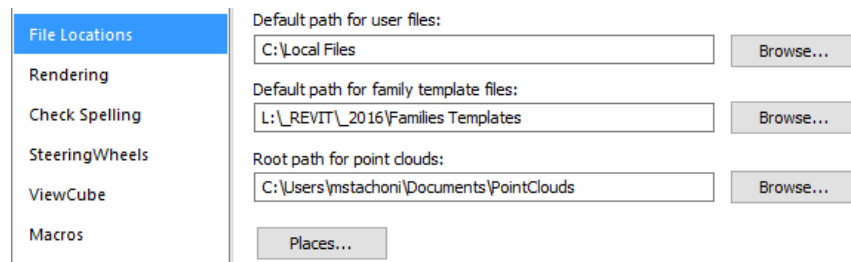 File Locations
Rendering
Check Spelling
SteeringWheels
ViewCube
Macros
Default path for user files:
C:\Local Files
Browse...
Default path for family template files:
L:\_REVIT\_2016\Families Templates
Browse...
Root path for point clouds:
C:\Users\mstachoni\Documents\PointClouds
Browse...
Places...